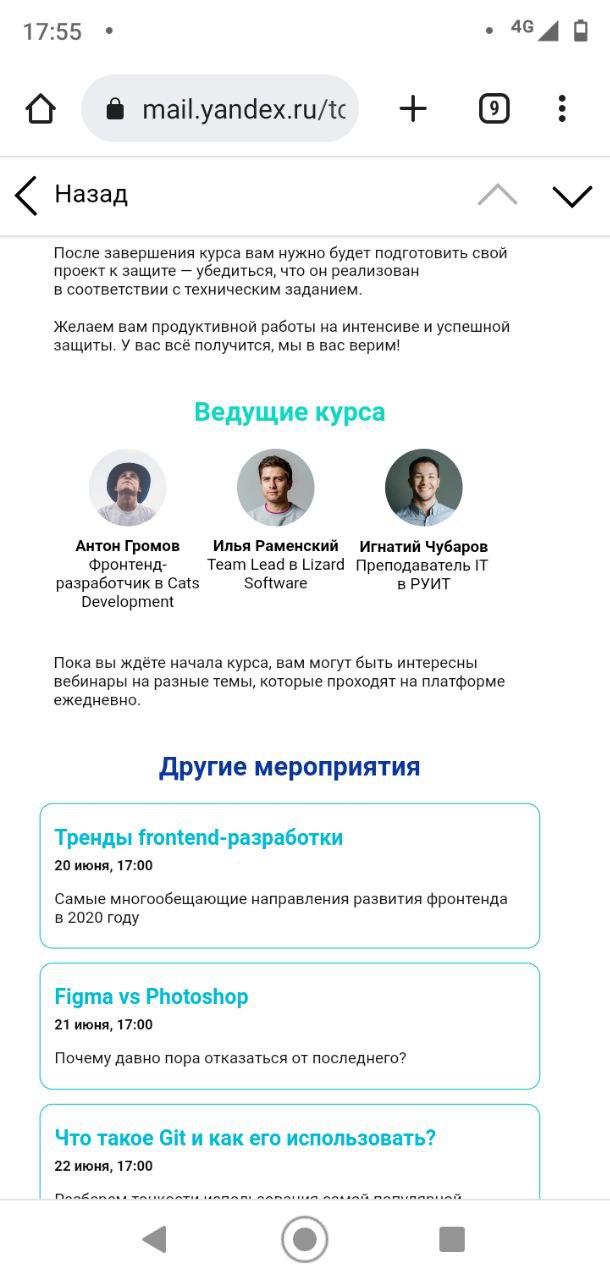 17:55
4G
mail.yandex.ru/to
9
Назад
После завершения курса вам нужно будет подготовить свой
проект к защите — убедиться, что он реализован
в соответствии с техническим заданием.
Желаем вам продуктивной работы на интенсиве и успешной
защиты. У вас всё получится, мы в вас верим!
Ведущие курса
Антон Громов
Фронтенд-
разработчик в Cats
Development
Илья Раменский
Team Lead в Lizard
Software
Игнатий Чубаров
Преподаватель IT
в РУИТ
Пока вы ждёте начала курса, вам могут быть интересны
вебинары на разные темы, которые проходят на платформе
ежедневно.
Другие мероприятия
Тренды frontend-разработки
20 июня, 17:00
Самые многообещающие направления развития фронтенда
в 2020 году
Figma vs Photoshop
21 июня, 17:00
Почему давно пора отказаться от последнего?
Что такое Git и как его использовать?
22 июня, 17:00
Разберем тонкости использования самой популярной